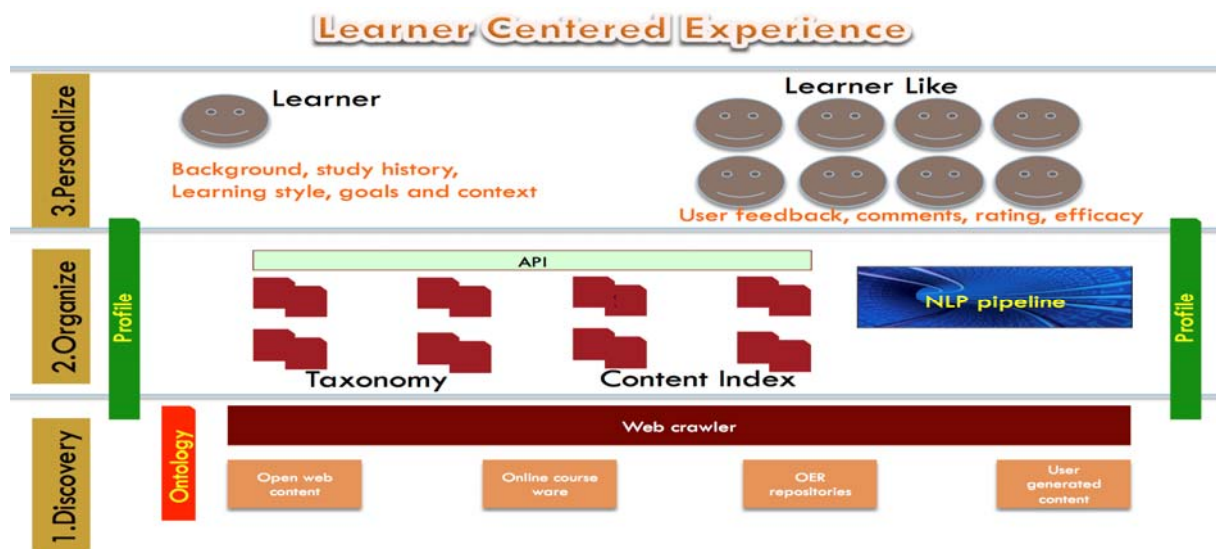 Learner Centered Experience
3.Personalize
Learner
Learner Like
Background, study history,
Learning style, goals and context
User feedback, comments, rating, efficacy
2.Organize
Profile
API
NLP pipeline
Profile
Taxonomy
Content Index
1.Discovery
Ontology
Web crawler
Open web
content
Online course
ware
OER
repositories
User
generated
content